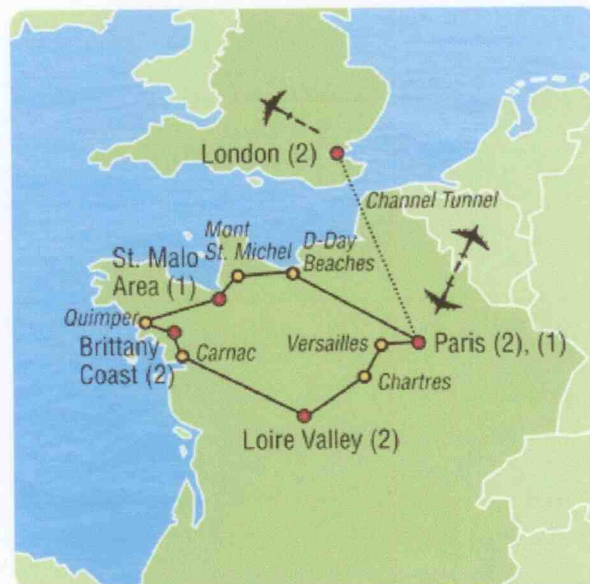 London (2)
Channel Tunnel
Mont
St. Michel
D-Day
Beaches
St. Malo
Area (1)
Quimper
Brittany
Coast (2)
Carnac
Versailles
Paris (2), (1)
Chartres
Loire Valley (2)